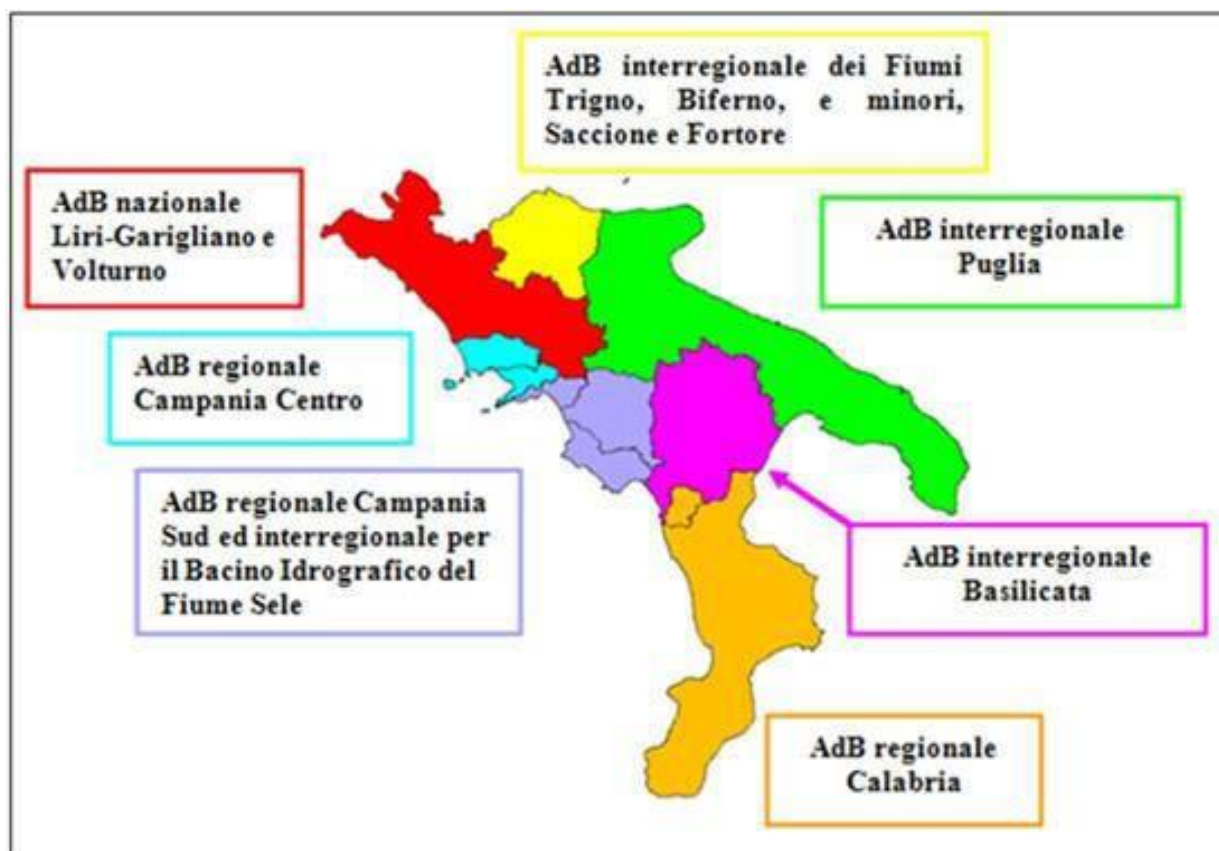 AdB interregionale dei Fiumi
Trigno, Biferno, e minori,
Saccione e Fortore
AdB nazionale
Liri-Garigliano e
Volturno
AdB interregionale
Puglia
AdB regionale
Campania Centro
AdB regionale Campania
Sud ed interregionale per
il Bacino Idrografico del
Fiume Sele
AdB interregionale
Basilicata
AdB regionale
Calabria